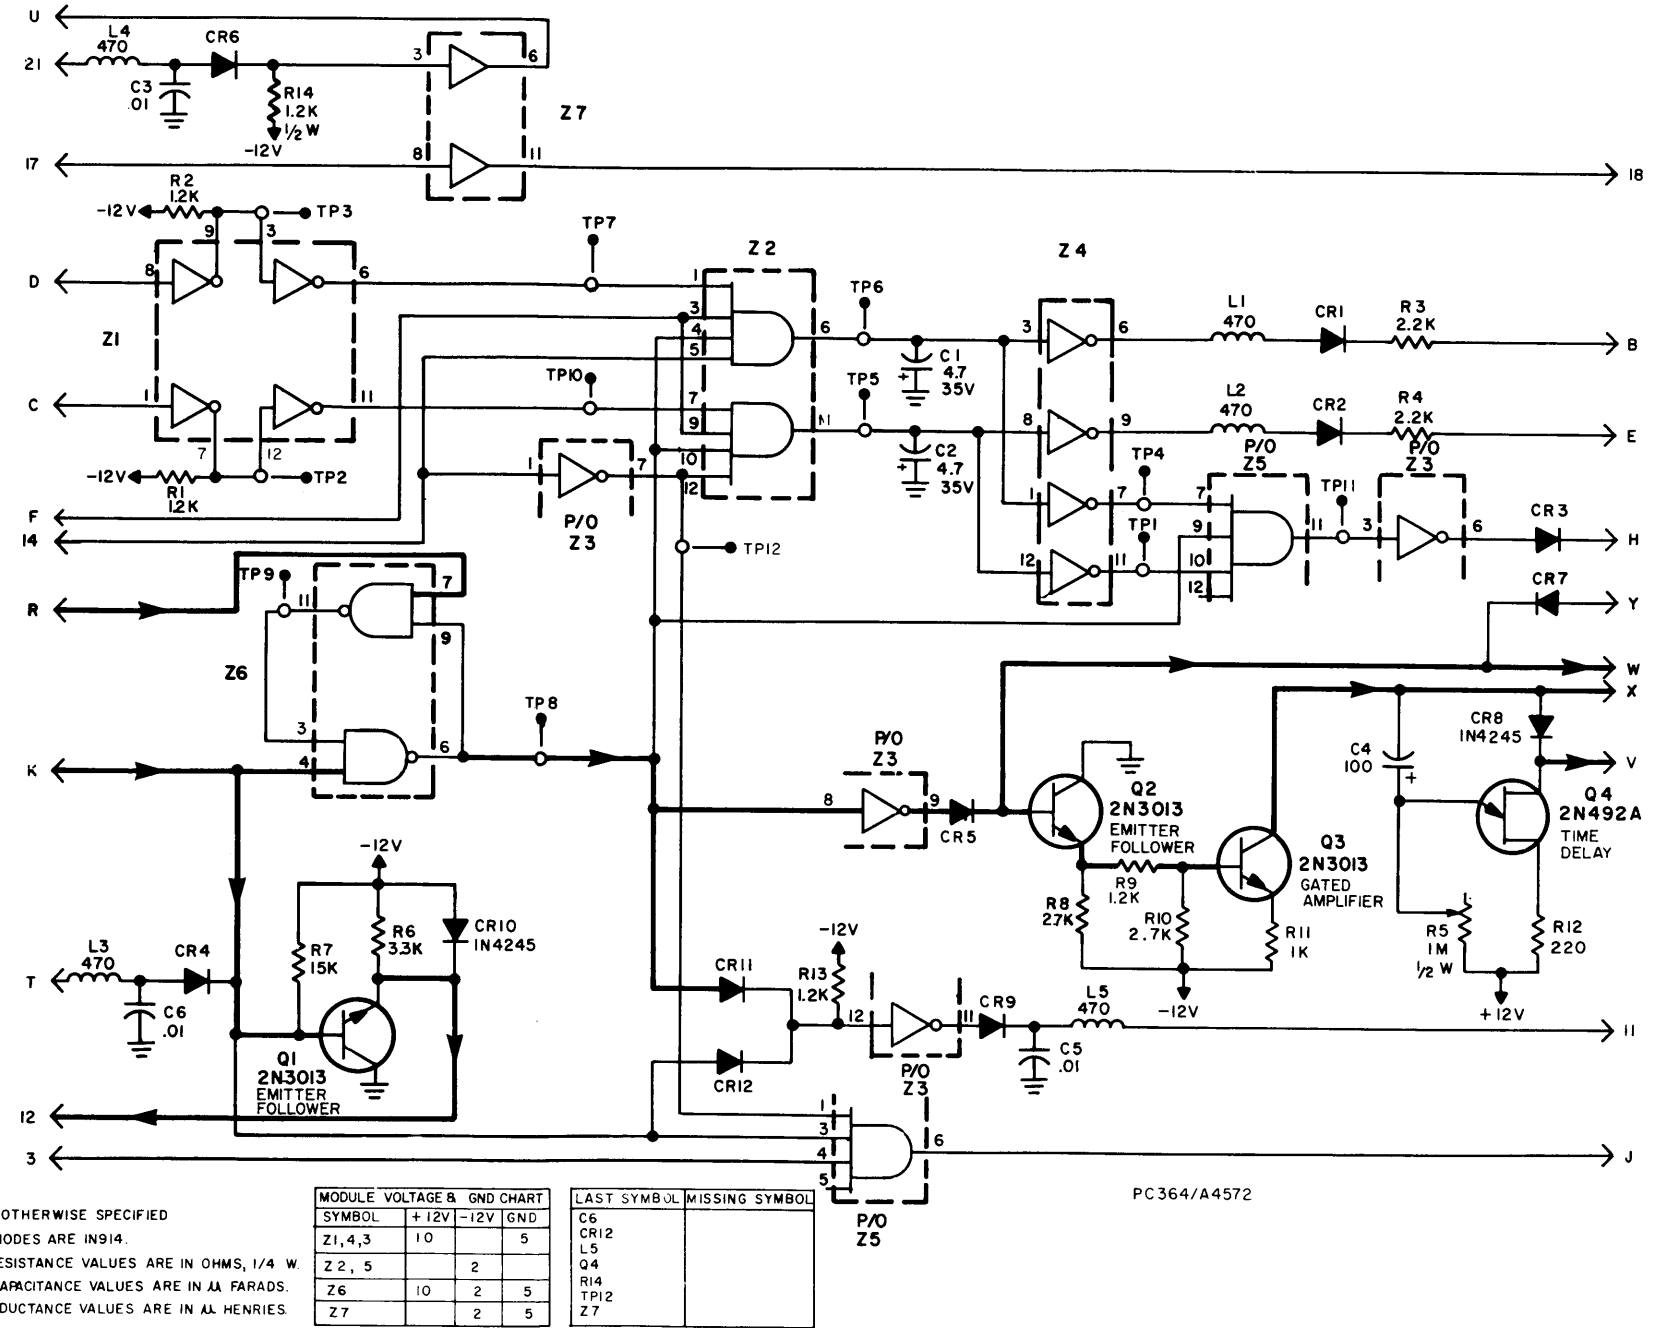 U
L4
470
CR6
21
C3
.01
R14
1.2K
1/2 W
-12V
3
6
Z7
17
8
11
18
R2
1.2K
-12V
TP3
9
3
D
8
6
TP7
Z1
C
1
11
TP10
7
12
-12V
TP2
R1
1.2K
F
14
1
7
P/O
Z3
Z2
1
3
4
5
6
7
9
10
12
TP6
TP5
C1
4.7
35V
C2
4.7
35V
TP12
Z4
3
6
8
9
1
7
12
11
L1
470
CR1
R3
2.2K
B
L2
470
CR2
R4
2.2K
E
TP4
TP1
P/O
Z5
7
9
10
12
11
TP11
P/O
Z3
3
6
CR3
H
CR7
Y
W
X
R
TP9
11
7
9
Z6
3
4
6
TP8
K
P/O
Z3
8
9
CR5
Q2
2N3013
EMITTER
FOLLOWER
R8
2.7K
R9
1.2K
R10
2.7K
Q3
2N3013
GATED
AMPLIFIER
R11
1K
-12V
C4
100
CR8
IN4245
V
Q4
2N492A
TIME
DELAY
R5
1M
1/2 W
R12
220
+12V
-12V
R7
15K
R6
3.3K
CR10
IN4245
L3
470
CR4
T
C6
.01
Q1
2N3013
EMITTER
FOLLOWER
12
3
CR11
CR12
-12V
R13
1.2K
12
11
P/O
Z3
CR9
C5
.01
L5
470
11
1
3
4
5
6
P/O
Z5
J
PC364/A4572
OTHERWISE SPECIFIED
IODES ARE IN914.
ESISTANCE VALUES ARE IN OHMS, 1/4 W.
APACITANCE VALUES ARE IN µ FARADS.
DUCTANCE VALUES ARE IN µ HENRIES.
MODULE VOLTAGE & GND CHART
SYMBOL +12V -12V GND
Z1,4,3 10 5
Z2, 5 2
Z6 10 2 5
Z7 2 5
LAST SYMBOL MISSING SYMBOL
C6
CR12
L5
Q4
R14
TP12
Z7